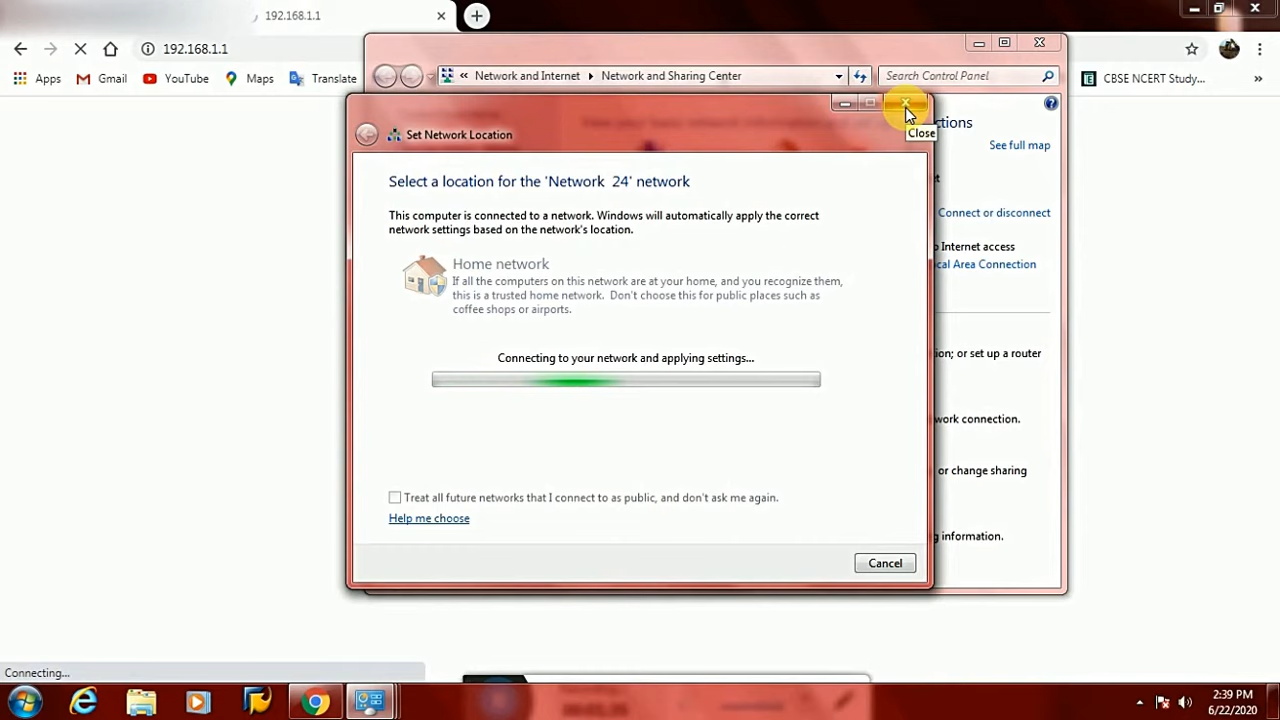 192.168.1.1
192.168.1.1
Apps Gmail YouTube Maps Translate CBSE NCERT Study... »
« Network and Internet Network and Sharing Center Search Control Panel
Set Network Location
Close
Select a location for the 'Network 24' network
This computer is connected to a network. Windows will automatically apply the correct
network settings based on the network's location.
Home network
If all the computers on this network are at your home, and you recognize them,
this is a trusted home network. Don't choose this for public places such as
coffee shops or airports.
Connecting to your network and applying settings...
Treat all future networks that I connect to as public, and don't ask me again.
Help me choose
Cancel
ctions
See full map
et
Connect or disconnect
Internet access
cal Area Connection
ion; or set up a router
work connection.
or change sharing
g information.
Connecting...
2:39 PM
6/22/2020